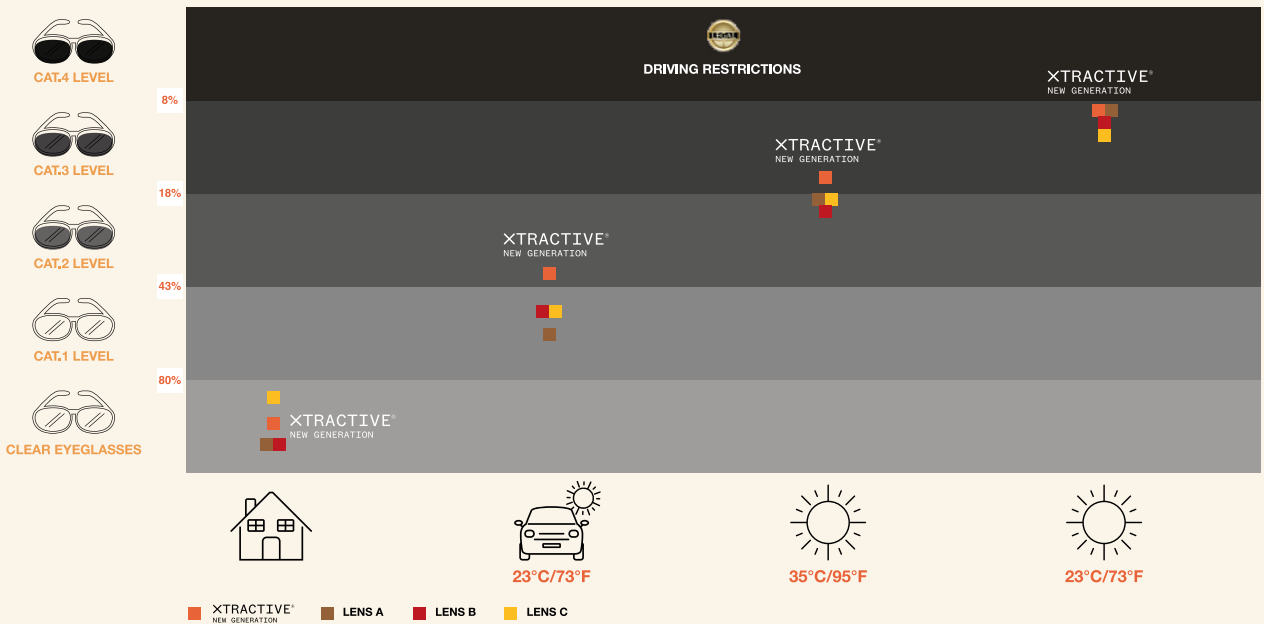 LEGAL
DRIVING RESTRICTIONS
CAT.4 LEVEL
XTRACTIVE®
NEW GENERATION
8%
XTRACTIVE®
NEW GENERATION
CAT.3 LEVEL
18%
XTRACTIVE®
NEW GENERATION
CAT.2 LEVEL
43%
CAT.1 LEVEL
80%
XTRACTIVE®
NEW GENERATION
CLEAR EYEGLASSES
23°C/73°F
35°C/95°F
23°C/73°F
XTRACTIVE®
NEW GENERATION
LENS A
LENS B
LENS C